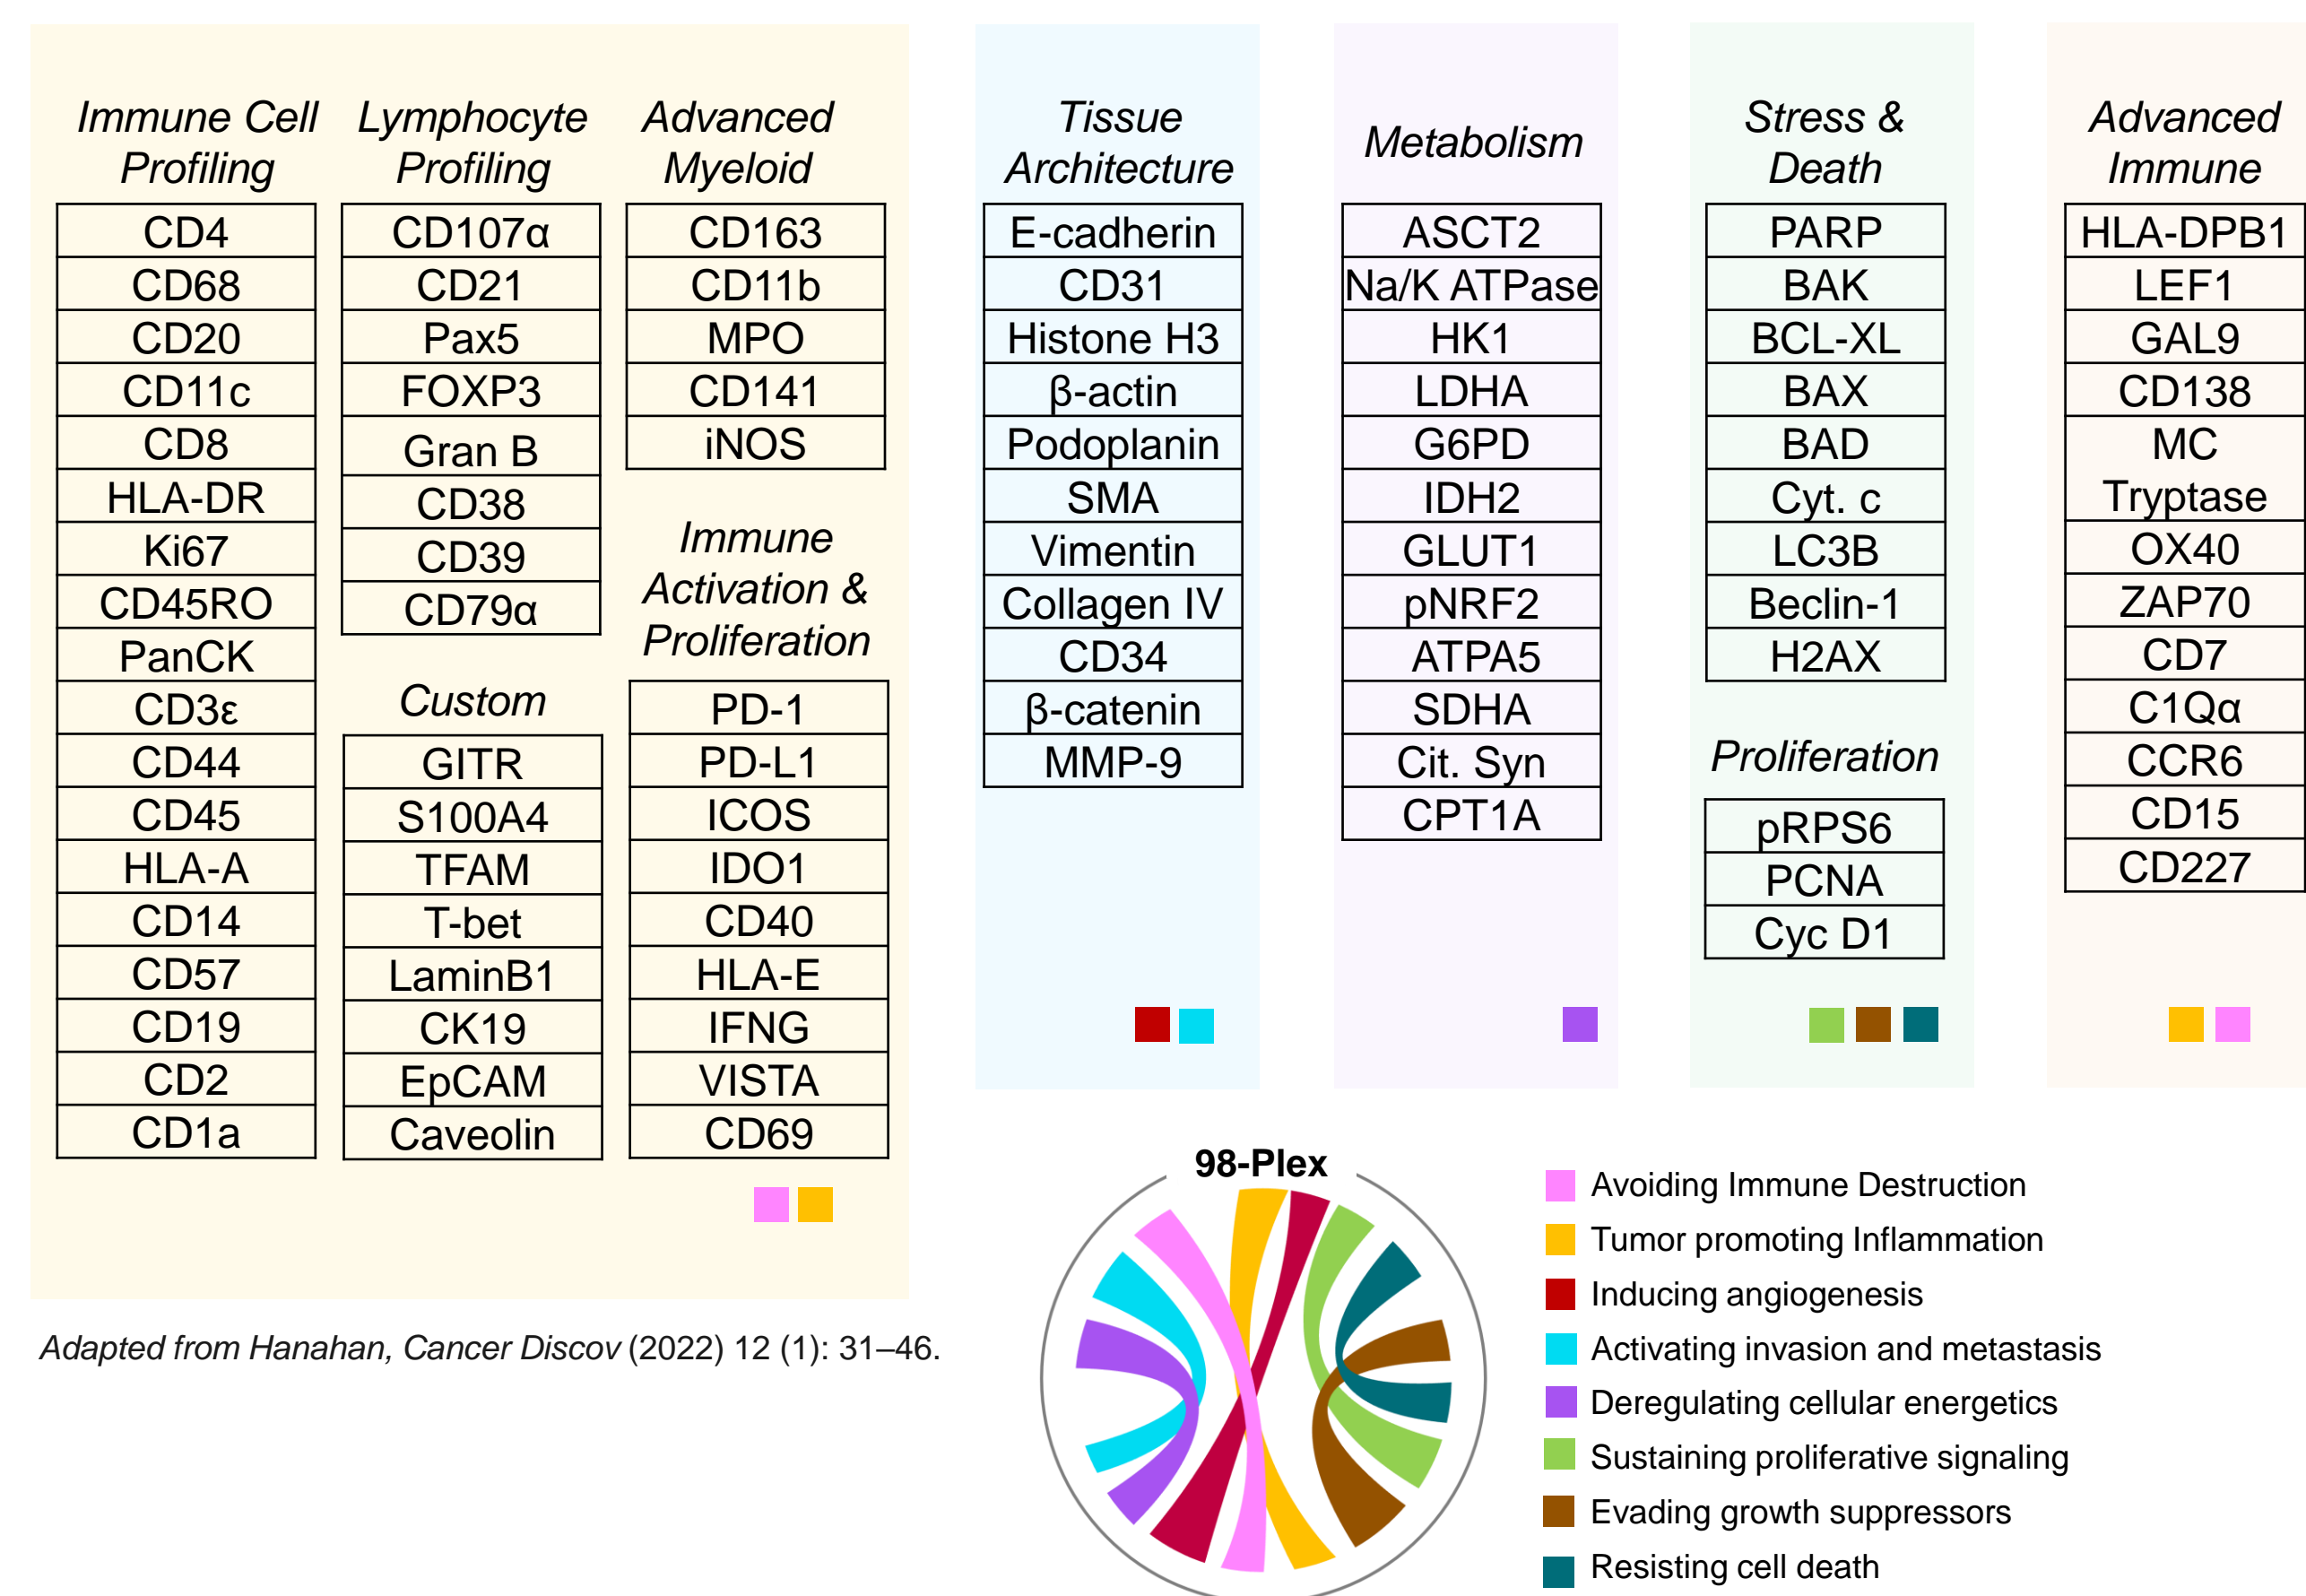 Immune Cell
Profiling
CD4
CD68
CD20
CD11c
CD8
HLA-DR
Ki67
CD45RO
PanCK
CD3ε
CD44
CD45
HLA-A
CD14
CD57
CD19
CD2
CD1a
Lymphocyte
Profiling
CD107α
CD21
Pax5
FOXP3
Gran B
CD38
CD39
CD79α
Custom
GITR
S100A4
TFAM
T-bet
LaminB1
CK19
EpCAM
Caveolin
Advanced
Myeloid
CD163
CD11b
MPO
CD141
iNOS
Immune
Activation &
Proliferation
PD-1
PD-L1
ICOS
IDO1
CD40
HLA-E
IFNG
VISTA
CD69
Tissue
Architecture
E-cadherin
CD31
Histone H3
β-actin
Podoplanin
SMA
Vimentin
Collagen IV
CD34
β-catenin
MMP-9
Metabolism
ASCT2
Na/K ATPase
HK1
LDHA
G6PD
IDH2
GLUT1
pNRF2
ATPA5
SDHA
Cit. Syn
CPT1A
Stress &
Death
PARP
BAK
BCL-XL
BAX
BAD
Cyt. c
LC3B
Beclin-1
H2AX
Proliferation
pRPS6
PCNA
Cyc D1
Advanced
Immune
HLA-DPB1
LEF1
GAL9
CD138
MC
Tryptase
OX40
ZAP70
CD7
C1Qα
CCR6
CD15
CD227
Adapted from Hanahan, Cancer Discov (2022) 12 (1): 31–46.
98-Plex
Avoiding Immune Destruction
Tumor promoting Inflammation
Inducing angiogenesis
Activating invasion and metastasis
Deregulating cellular energetics
Sustaining proliferative signaling
Evading growth suppressors
Resisting cell death